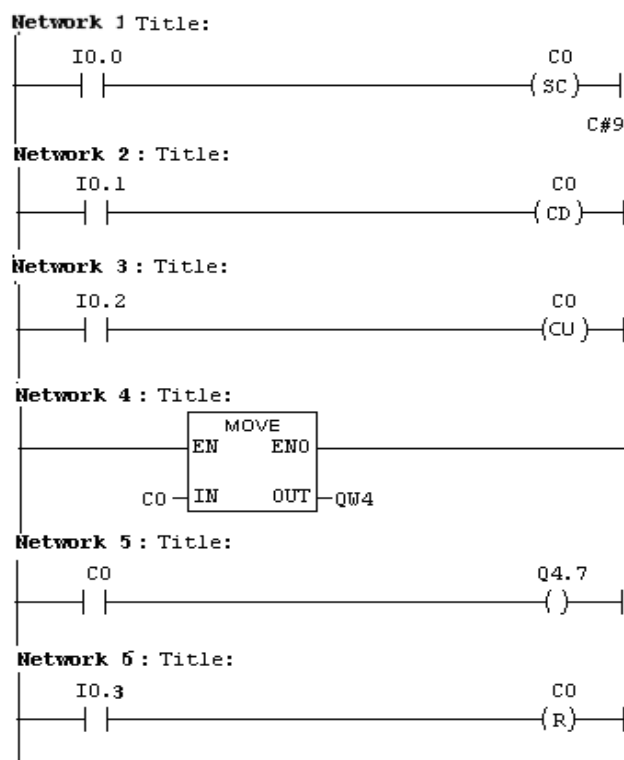 Network 1 Title:
I0.0 C0
SC
C#9
Network 2 : Title:
I0.1 C0
CD
Network 3 : Title:
I0.2 C0
CU
Network 4 : Title:
MOVE
EN ENO
C0 IN OUT QW4
Network 5 : Title:
C0 Q4.7
Network 6 : Title:
I0.3 C0
R